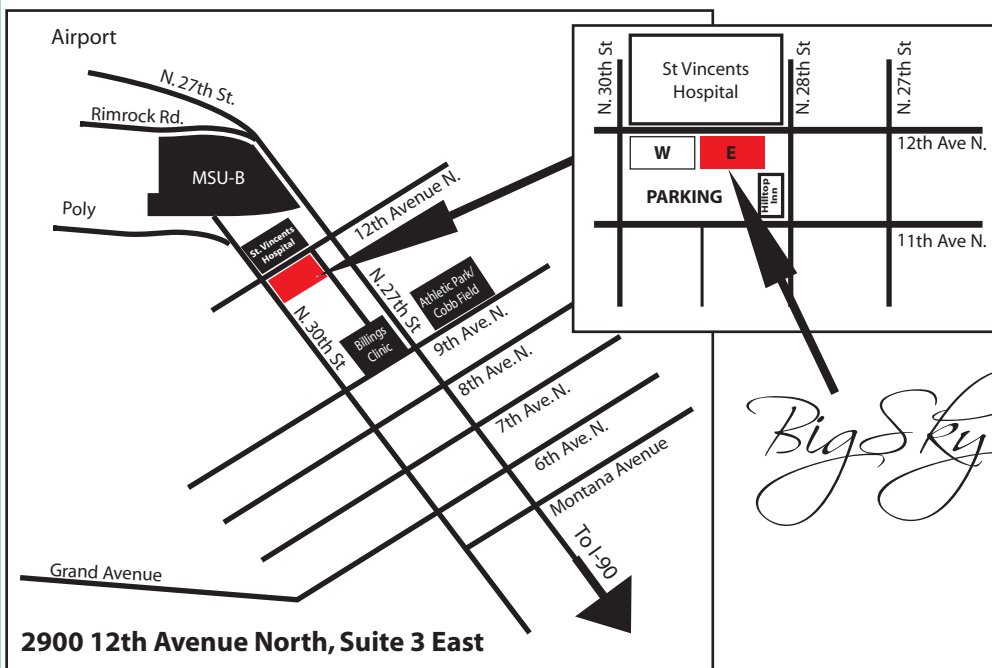 Airport
N. 27th St.
Rimrock Rd.
MSU-B
Poly
St. Vincents
Hospital
12th Avenue N.
N. 27th St
N. 30th St
Athletic Park/
Cobb Field
Billings
Clinic
9th Ave. N.
8th Ave. N.
7th Ave. N.
6th Ave. N.
Montana Avenue
To I-90
Grand Avenue
2900 12th Avenue North, Suite 3 East
N. 30th St
St Vincents
Hospital
N. 28th St
N. 27th St
12th Ave N.
W
E
PARKING
Hilltop
Inn
11th Ave N.
Big Sky